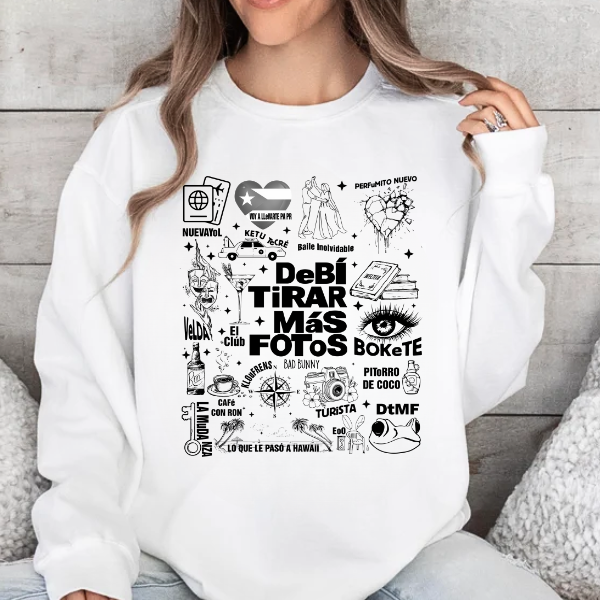 PERFuMITO NUEVO
VOY A LLeVARTE PA PR
NUEVAYoL
KETU TeCRÉ
Baile Inolvidable
DeBÍ
TiRAR
MáS
FOToS
BAD BUNNY
VeLDÁ
El
Club
BOKeTE
PIToRRO
DE COCO
KLOuFRENS
CAFé
CON RON
TURISTA
DtMF
EoO
LA MuDANZA
LO QUE LE PASÓ A HAWAii